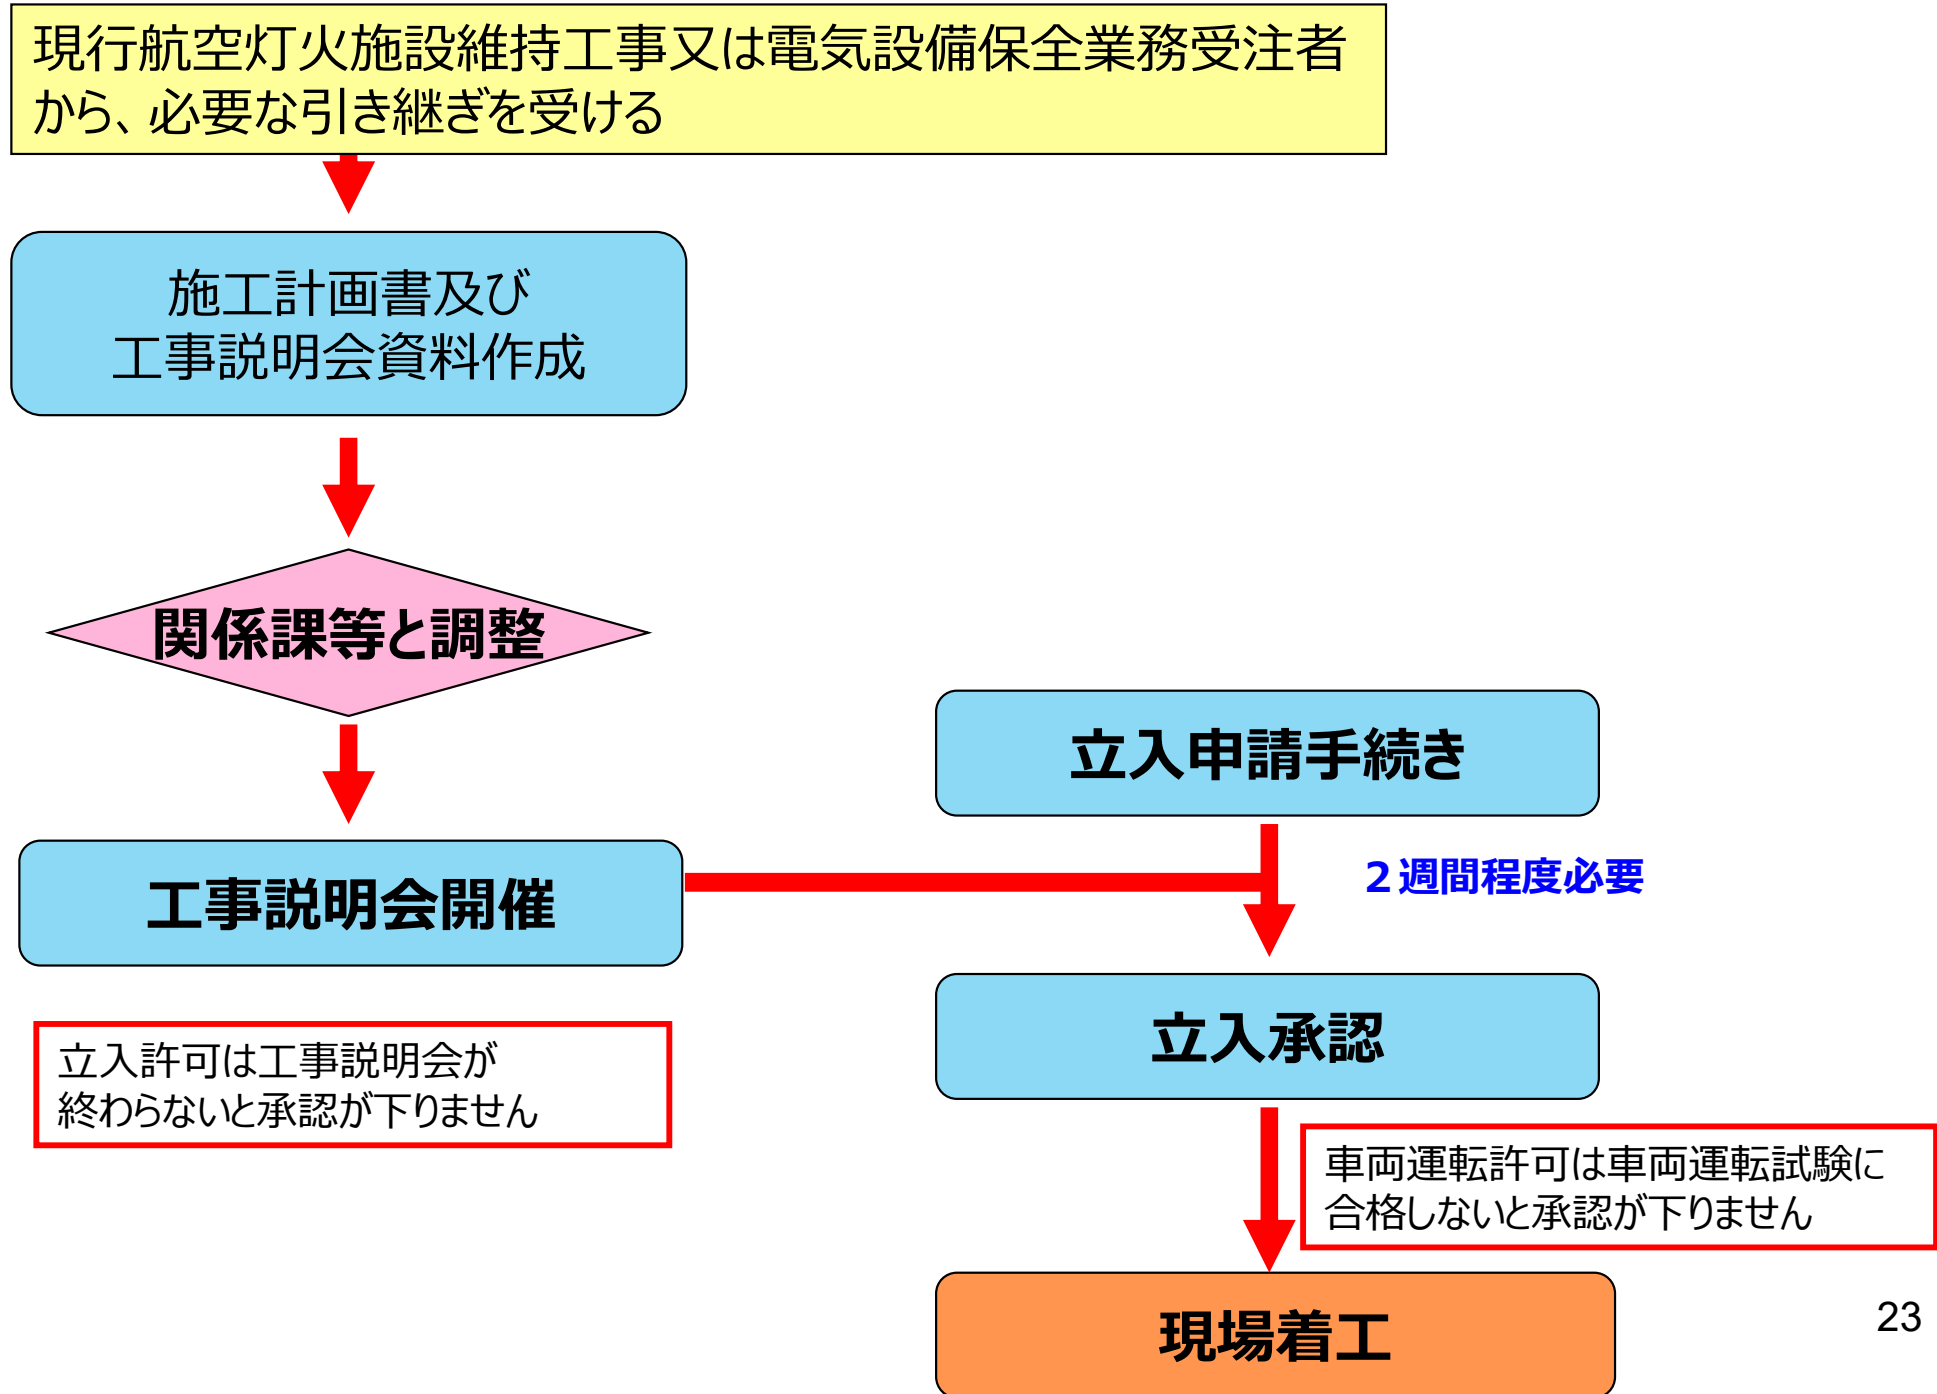 現行航空灯火施設維持工事又は電気設備保全業務受注者
から、必要な引き継ぎを受ける
施工計画書及び
工事説明会資料作成
関係課等と調整
工事説明会開催
立入許可は工事説明会が
終わらないと承認が下りません
立入申請手続き
２週間程度必要
立入承認
車両運転許可は車両運転試験に
合格しないと承認が下りません
現場着工
23